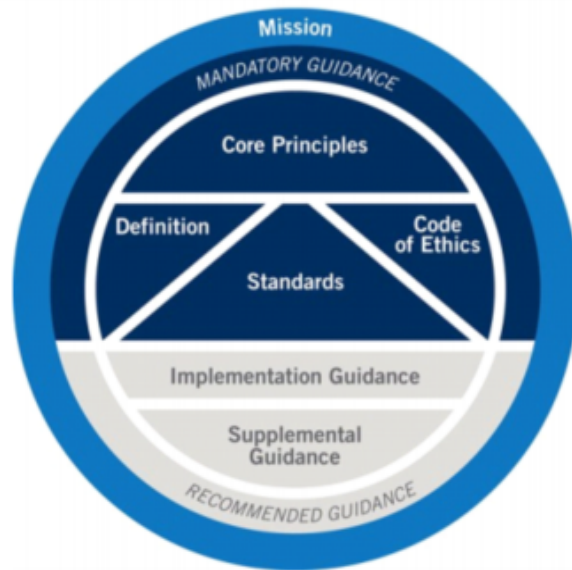 Mission
MANDATORY GUIDANCE
Core Principles
Definition
Code
of Ethics
Standards
Implementation Guidance
Supplemental
Guidance
RECOMMENDED GUIDANCE